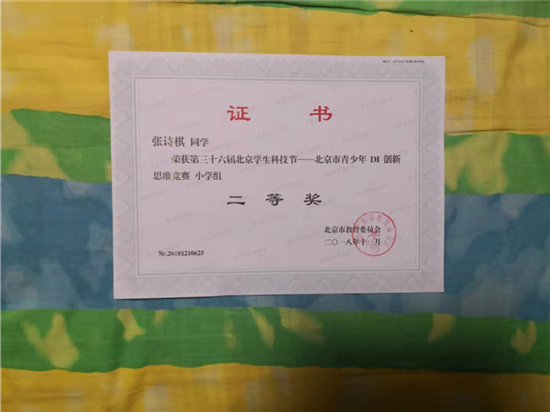 证 书
张诗棋 同学
荣获第三十六届北京学生科技节——北京市青少年 DI 创新
思维竞赛 小学组
二 等 奖
北京市教育委员会
二〇一八年十一月
No.20181210625